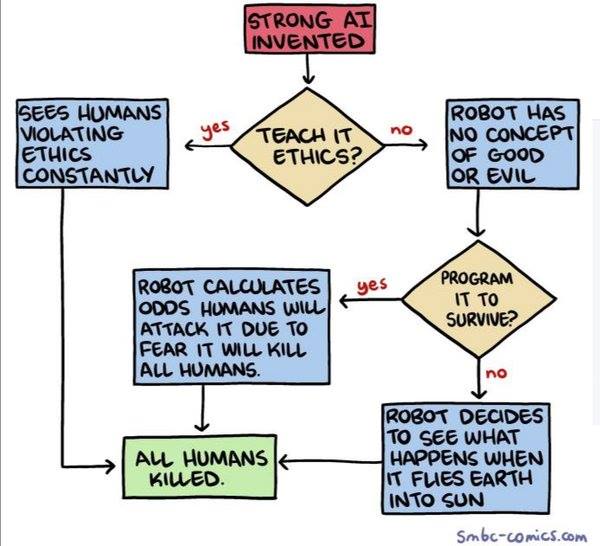 STRONG AI
INVENTED
SEES HUMANS
VIOLATING
ETHICS
CONSTANTLY
yes
TEACH IT
ETHICS?
no
ROBOT HAS
NO CONCEPT
OF GOOD
OR EVIL
ROBOT CALCULATES
ODDS HUMANS WILL
ATTACK IT DUE TO
FEAR IT WILL KILL
ALL HUMANS.
yes
PROGRAM
IT TO
SURVIVE?
no
ALL HUMANS
KILLED.
ROBOT DECIDES
TO SEE WHAT
HAPPENS WHEN
IT FLIES EARTH
INTO SUN
Smbc-comics.com